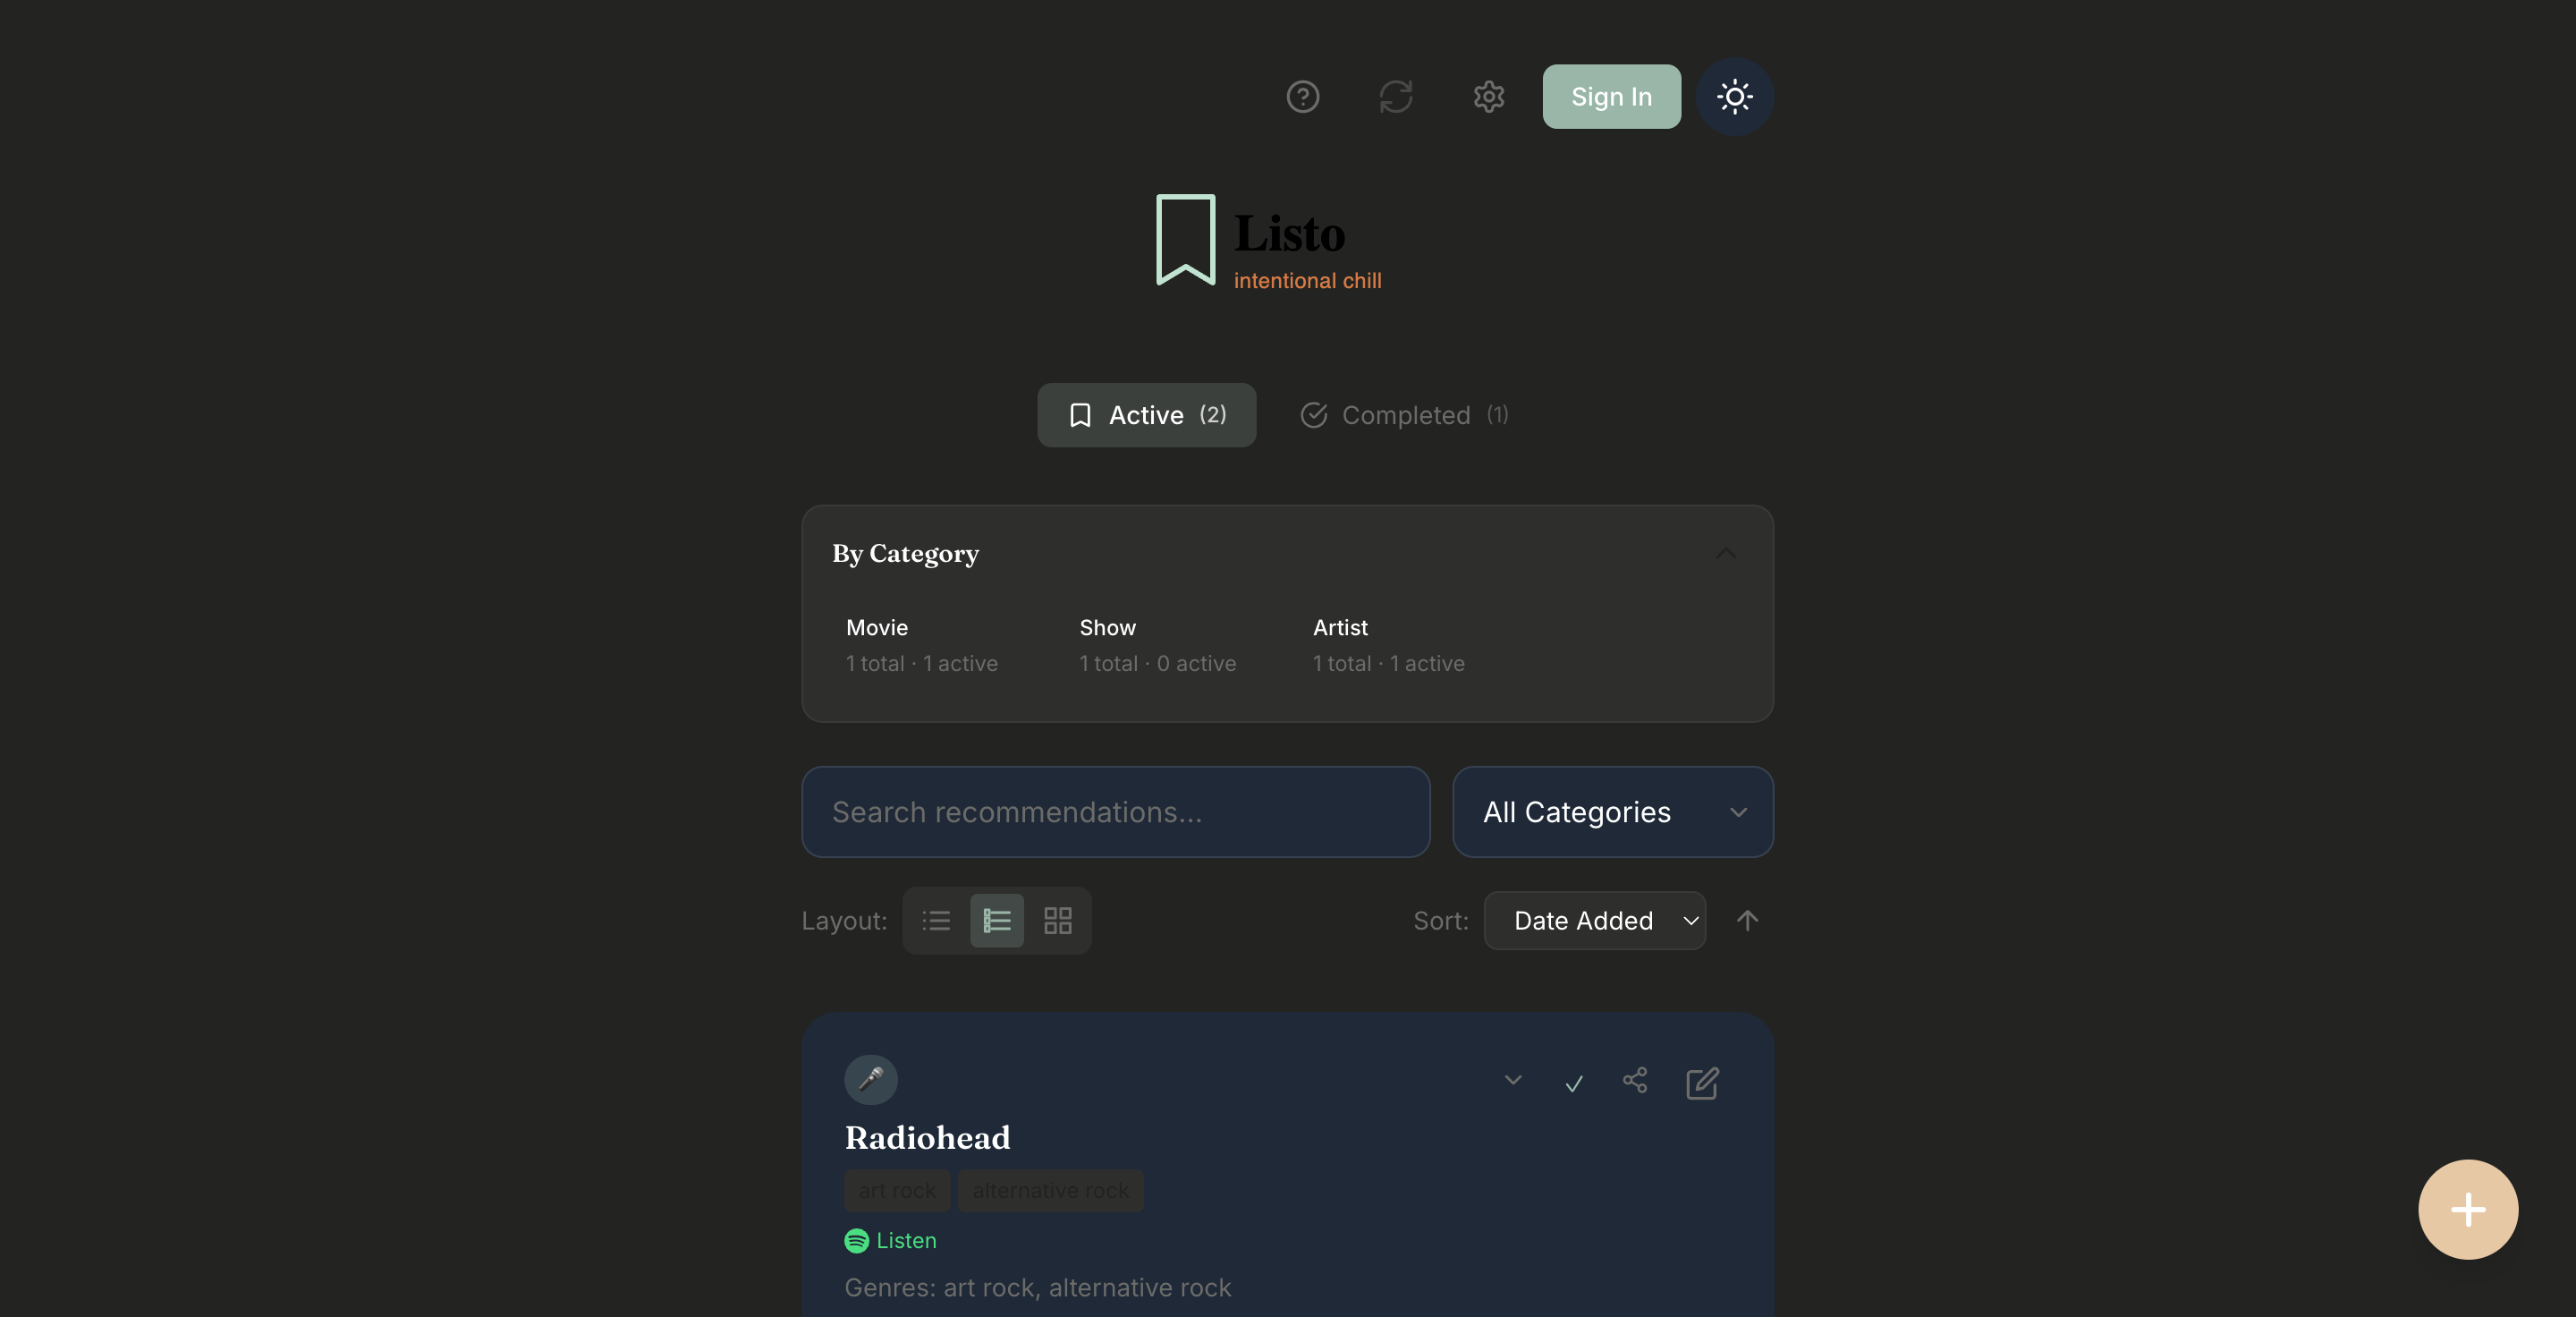 Sign In
Listo
intentional chill
Active (2)
Completed (1)
By Category
Movie
1 total · 1 active
Show
1 total · 0 active
Artist
1 total · 1 active
Search recommendations...
All Categories
Layout:
Sort:
Date Added
Radiohead
art rock
alternative rock
Listen
Genres: art rock, alternative rock